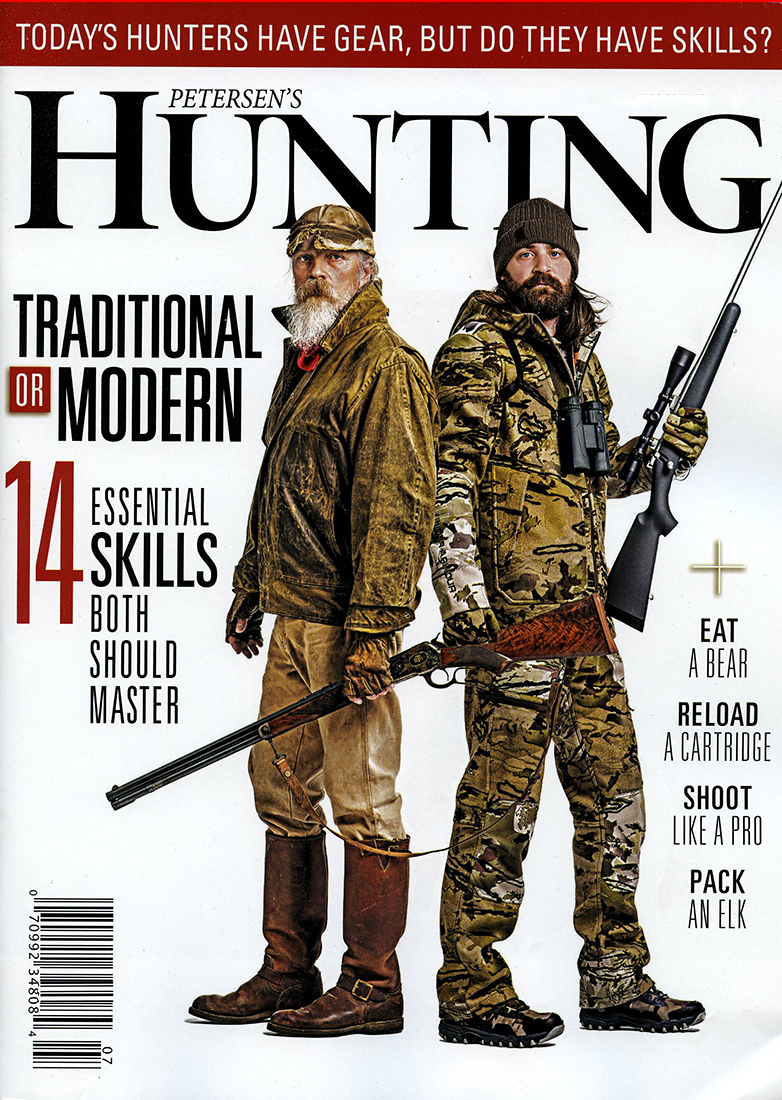 TODAY'S HUNTERS HAVE GEAR, BUT DO THEY HAVE SKILLS?
PETERSEN'S
HUNTING
TRADITIONAL
OR MODERN
14 ESSENTIAL
SKILLS
BOTH
SHOULD
MASTER
+
EAT
A BEAR
RELOAD
A CARTRIDGE
SHOOT
LIKE A PRO
PACK
AN ELK
0 70992 34808 4
07